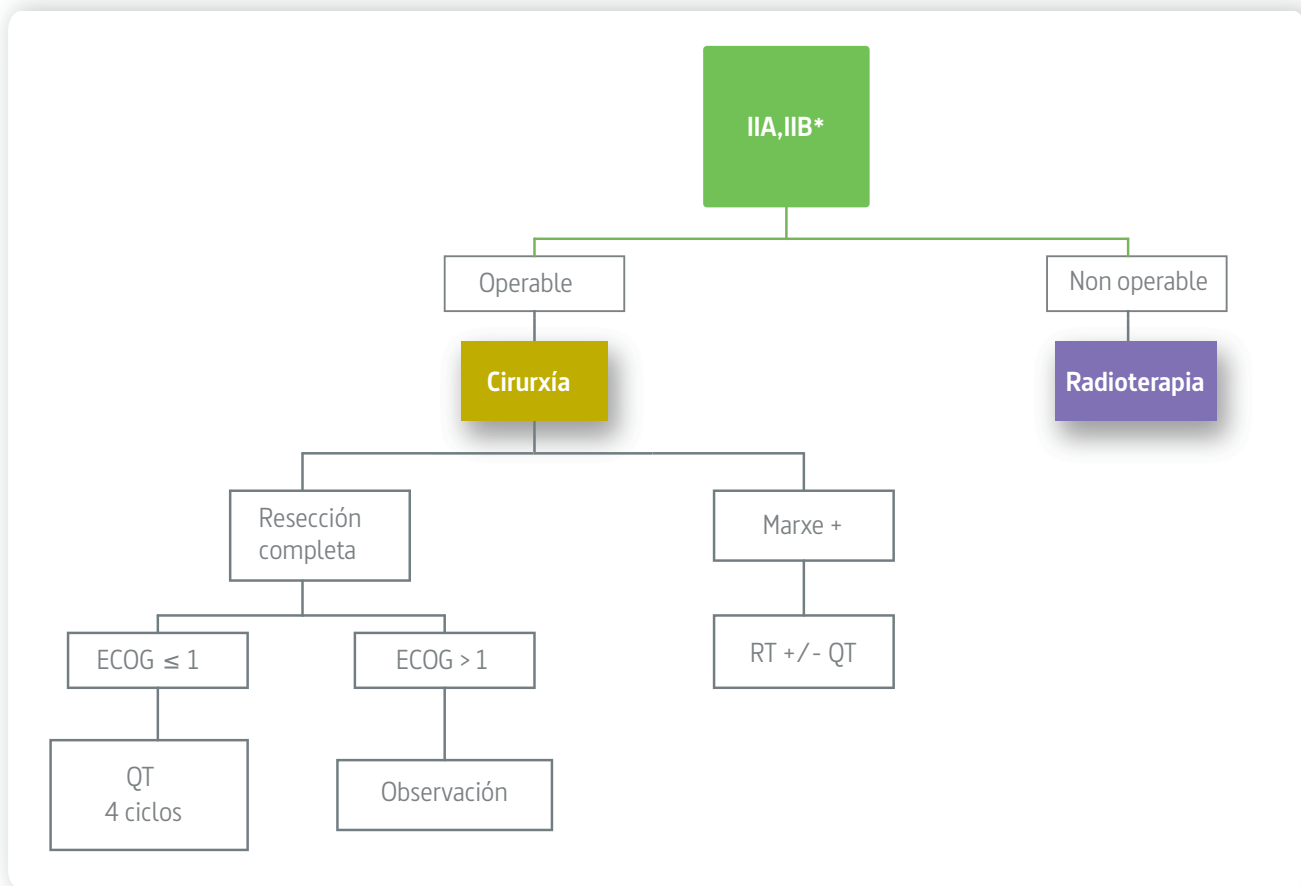 IIA,IIB*
Operable
Non operable
Cirurxía
Radioterapia
Resección
completa
Marxe +
ECOG ≤ 1
ECOG > 1
RT +/- QT
QT
4 ciclos
Observación